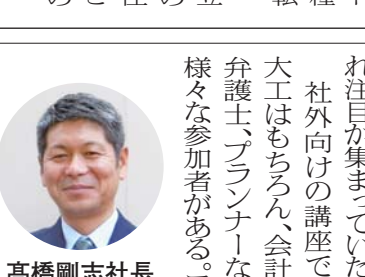 れ注目が集まっていた
社外向けの講座で
大工はもちろん、会計
弁護士、プランナーな
様々な参加者がある。
髙橋剛志社長